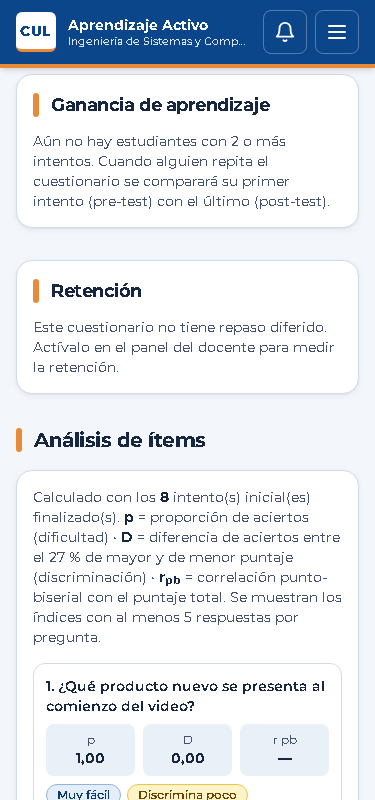 CUL
Aprendizaje Activo
Ingeniería de Sistemas y Comp...
Ganancia de aprendizaje
Aún no hay estudiantes con 2 o más
intentos. Cuando alguien repita el
cuestionario se comparará su primer
intento (pre-test) con el último (post-test).
Retención
Este cuestionario no tiene repaso diferido.
Actívalo en el panel del docente para medir
la retención.
Análisis de ítems
Calculado con los 8 intento(s) inicial(es)
finalizado(s). p = proporción de aciertos
(dificultad) · D = diferencia de aciertos entre
el 27 % de mayor y de menor puntaje
(discriminación) · rpb = correlación punto-
biserial con el puntaje total. Se muestran los
índices con al menos 5 respuestas por
pregunta.
1. ¿Qué producto nuevo se presenta al
comienzo del video?
p D r pb
1,00 0,00 —
Muy fácil Discrimina poco